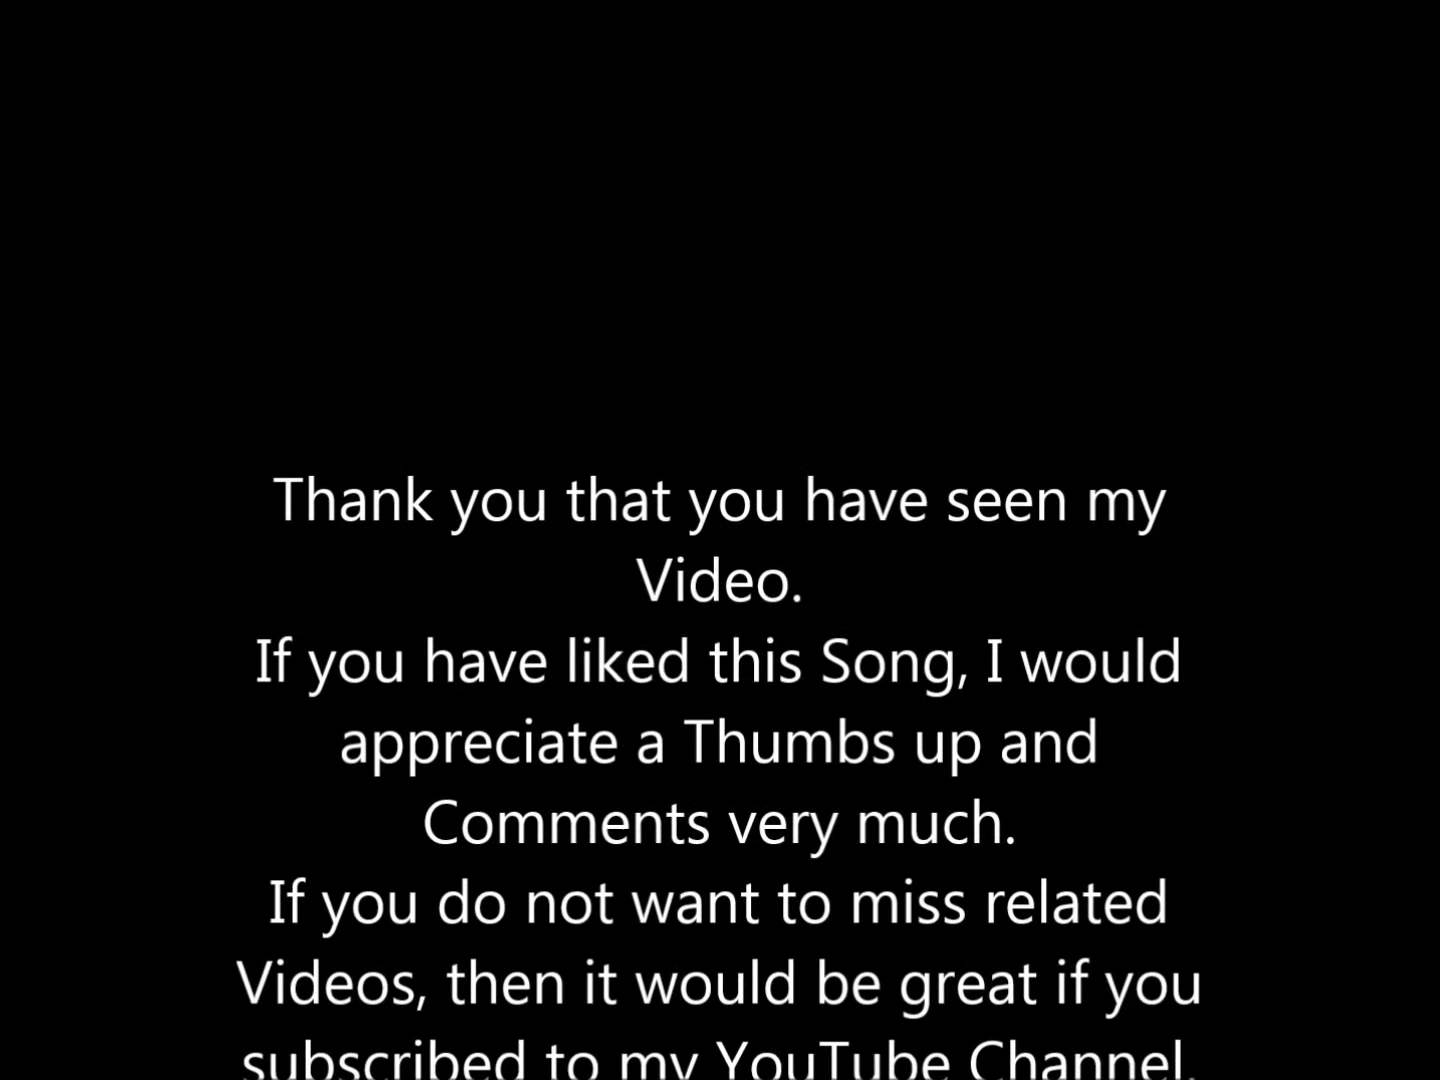 Thank you that you have seen my
Video.
If you have liked this Song, I would
appreciate a Thumbs up and
Comments very much.
If you do not want to miss related
Videos, then it would be great if you
subscribed to my YouTube Channel.